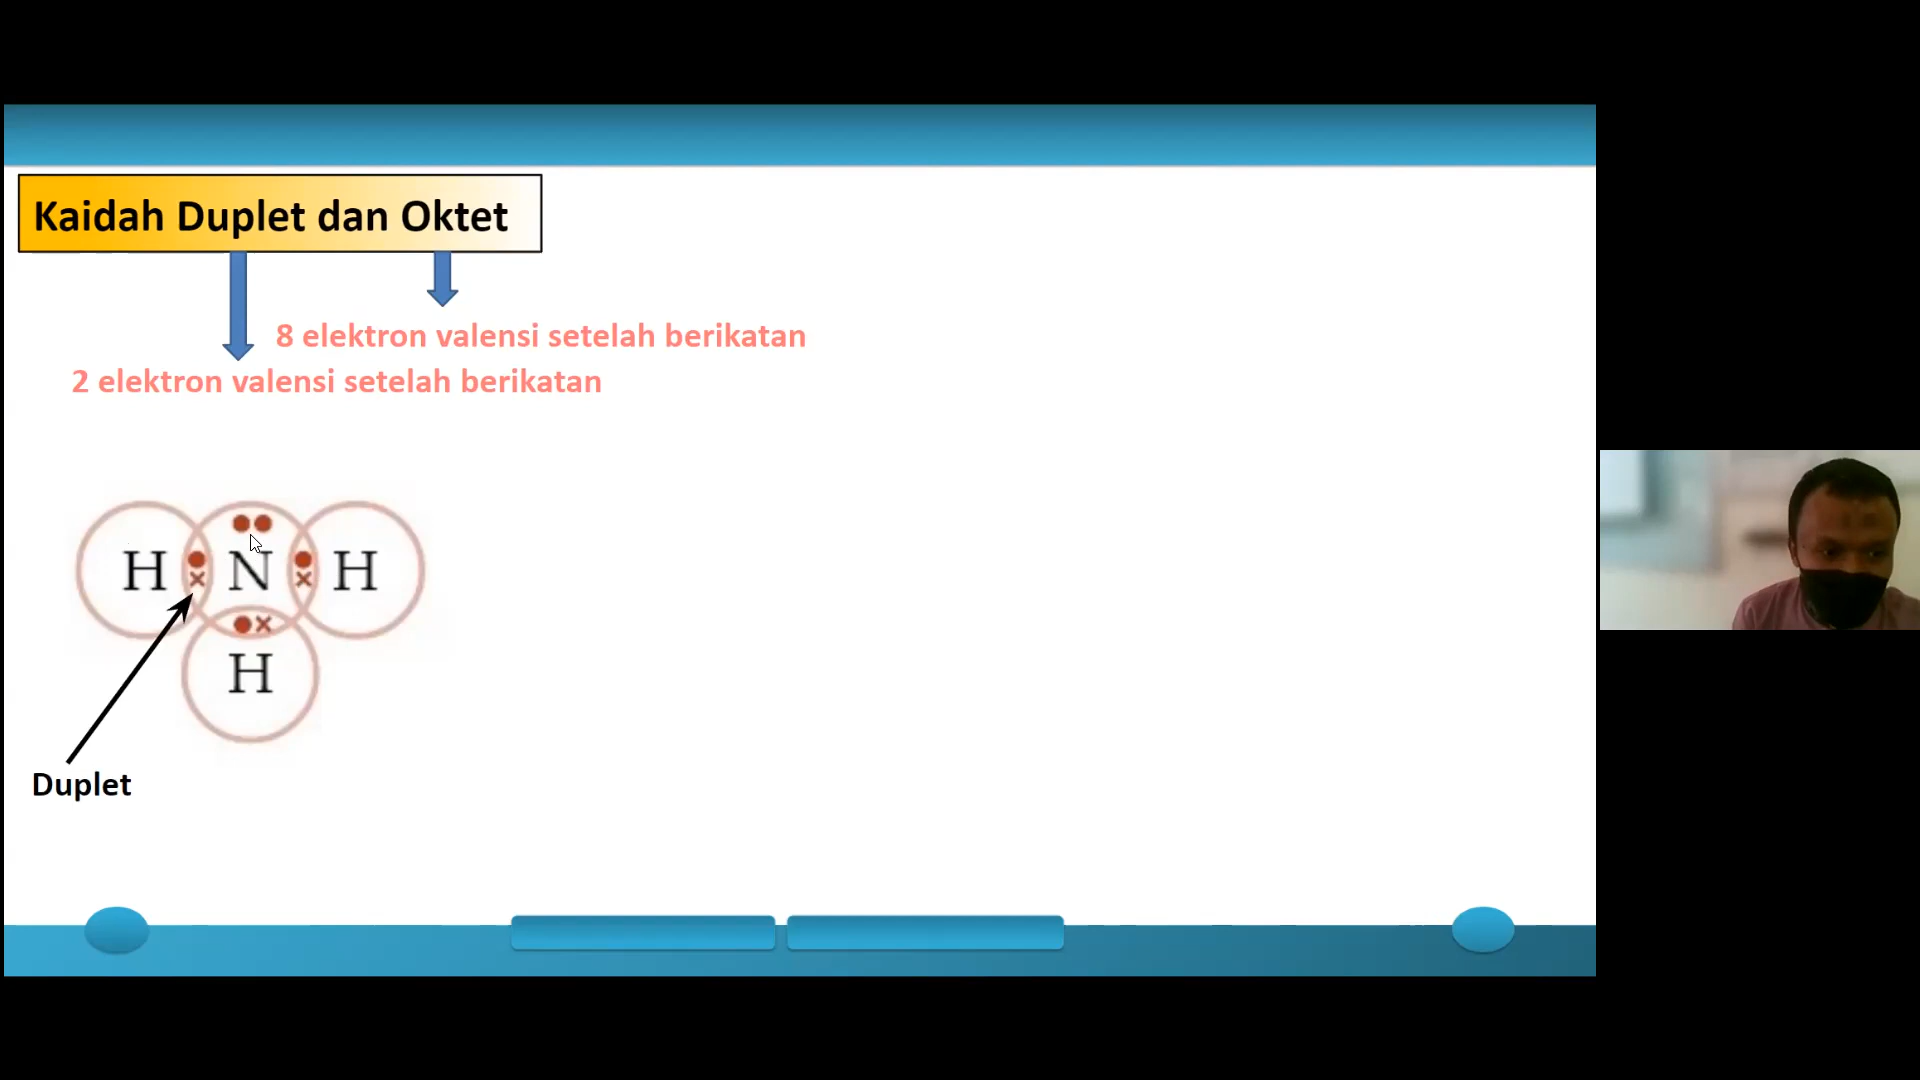 Kaidah Duplet dan Oktet
8 elektron valensi setelah berikatan
2 elektron valensi setelah berikatan
H N H
H
Duplet